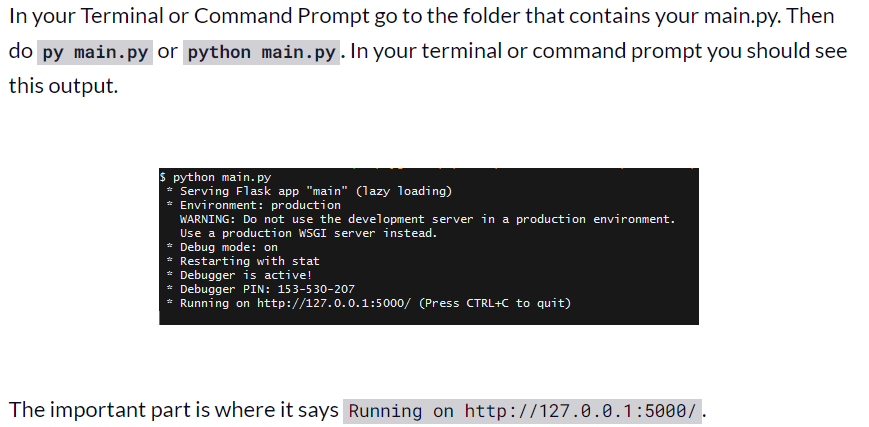 In your Terminal or Command Prompt go to the folder that contains your main.py. Then
do py main.py or python main.py. In your terminal or command prompt you should see
this output.
$ python main.py
* Serving Flask app "main" (lazy loading)
* Environment: production
WARNING: Do not use the development server in a production environment.
Use a production WSGI server instead.
* Debug mode: on
* Restarting with stat
* Debugger is active!
* Debugger PIN: 153-530-207
* Running on http://127.0.0.1:5000/ (Press CTRL+C to quit)
The important part is where it says Running on http://127.0.0.1:5000/.